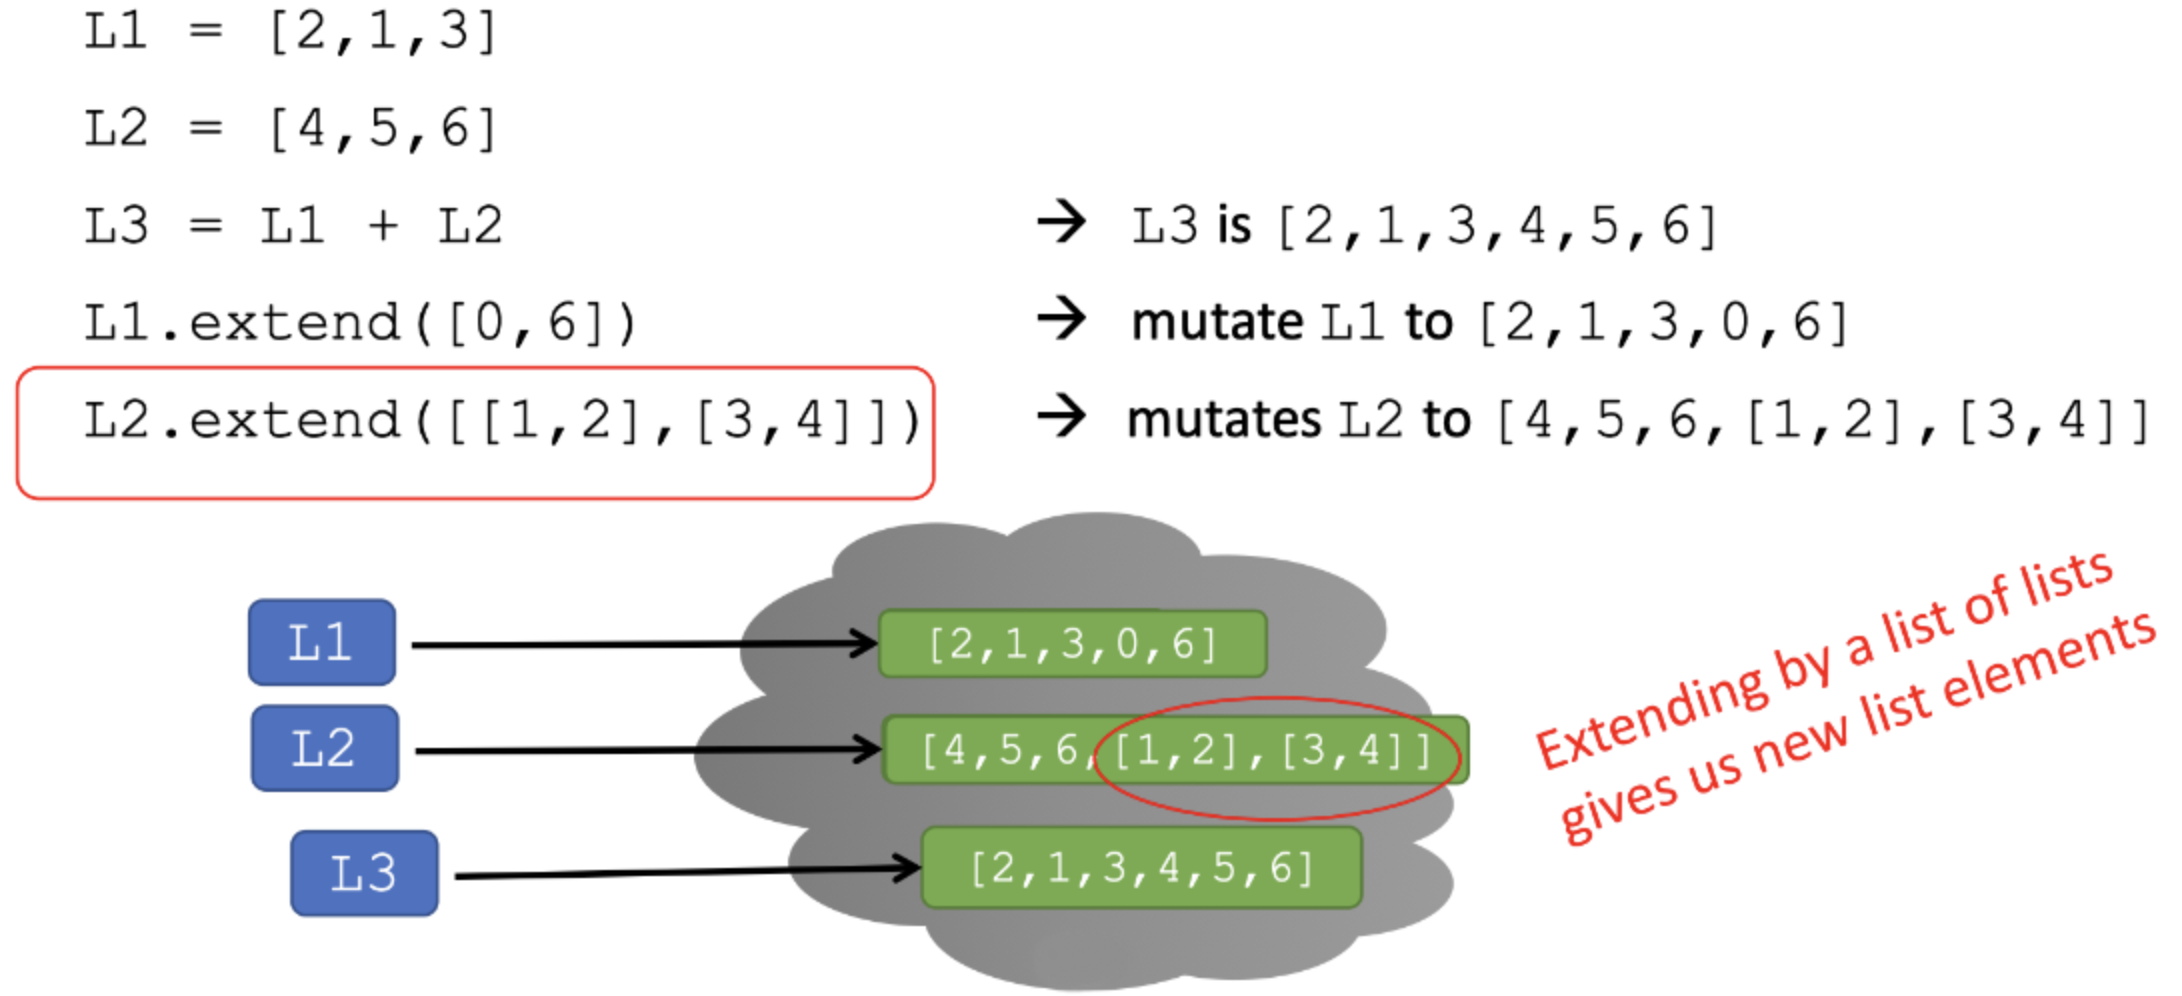 L1 = [2,1,3]
L2 = [4,5,6]
L3 = L1 + L2 → L3 is [2,1,3,4,5,6]
L1.extend([0,6]) → mutate L1 to [2,1,3,0,6]
L2.extend([[1,2],[3,4]]) → mutates L2 to [4,5,6,[1,2],[3,4]]
L1 [2,1,3,0,6]
L2 [4,5,6,[1,2],[3,4]]
L3 [2,1,3,4,5,6]
Extending by a list of lists
gives us new list elements